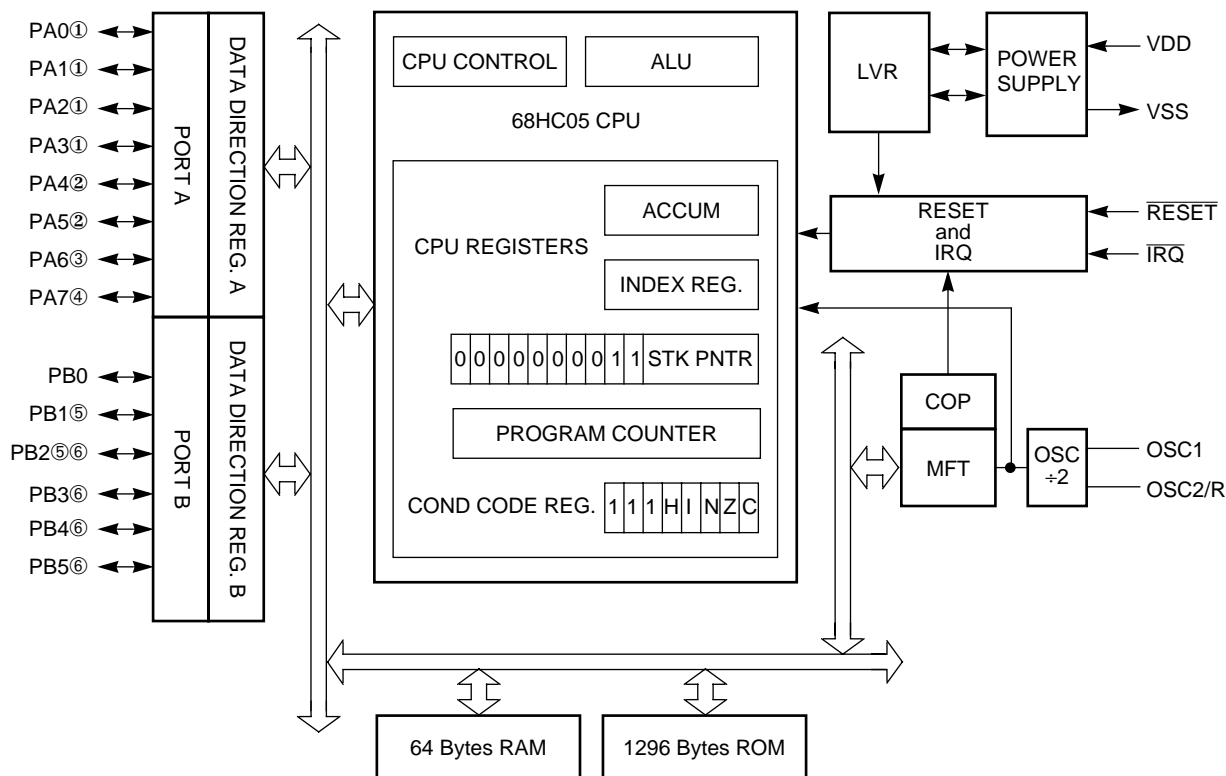 PA0①
PA1①
PA2①
PA3①
PA4②
PA5②
PA6③
PA7④
PORT A
DATA DIRECTION REG. A
PB0
PB1⑤
PB2⑤⑥
PB3⑥
PB4⑥
PB5⑥
PORT B
DATA DIRECTION REG. B
CPU CONTROL
ALU
68HC05 CPU
CPU REGISTERS
ACCUM
INDEX REG.
0 0 0 0 0 0 0 0 1 1 STK PNTR
PROGRAM COUNTER
COND CODE REG.
1 1 1 H I N Z C
LVR
POWER
SUPPLY
VDD
VSS
RESET
and
IRQ
RESET
IRQ
COP
MFT
OSC
÷2
OSC1
OSC2/R
64 Bytes RAM
1296 Bytes ROM